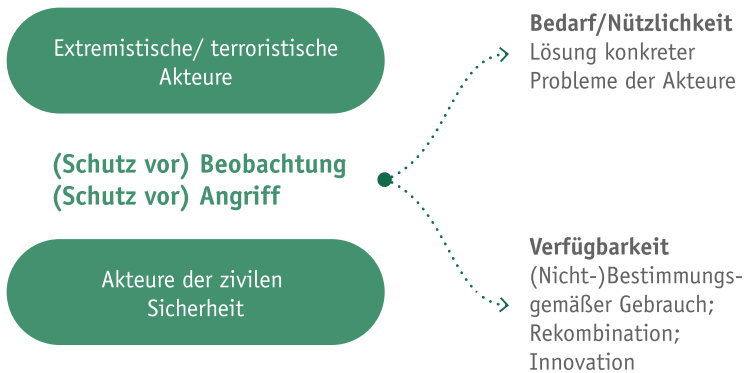 Extremistische/ terroristische
Akteure
(Schutz vor) Beobachtung
(Schutz vor) Angriff
Akteure der zivilen
Sicherheit
Bedarf/Nützlichkeit
Lösung konkreter
Probleme der Akteure
Verfügbarkeit
(Nicht-)Bestimmungs-
gemäßer Gebrauch;
Rekombination;
Innovation